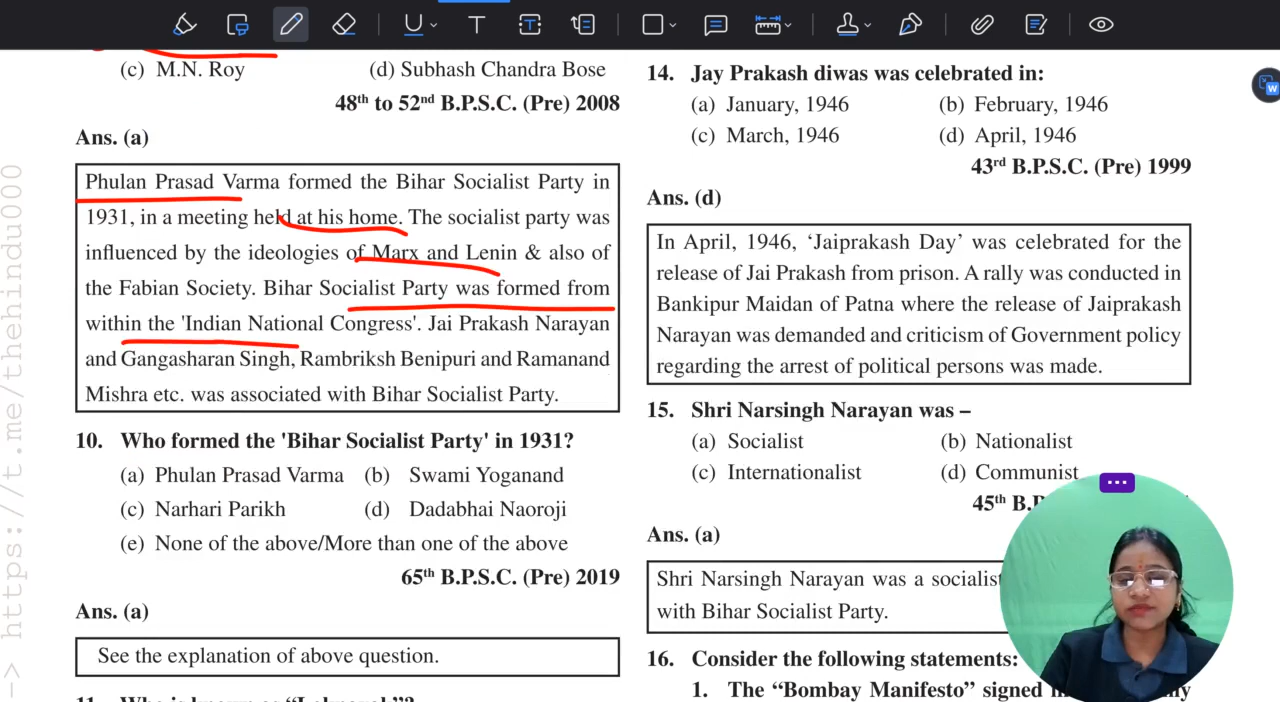 (c) M.N. Roy (d) Subhash Chandra Bose
48th to 52nd B.P.S.C. (Pre) 2008
Ans. (a)
Phulan Prasad Varma formed the Bihar Socialist Party in
1931, in a meeting held at his home. The socialist party was
influenced by the ideologies of Marx and Lenin & also of
the Fabian Society. Bihar Socialist Party was formed from
within the 'Indian National Congress'. Jai Prakash Narayan
and Gangasharan Singh, Rambriksh Benipuri and Ramanand
Mishra etc. was associated with Bihar Socialist Party.
10. Who formed the 'Bihar Socialist Party' in 1931?
(a) Phulan Prasad Varma (b) Swami Yoganand
(c) Narhari Parikh (d) Dadabhai Naoroji
(e) None of the above/More than one of the above
65th B.P.S.C. (Pre) 2019
Ans. (a)
See the explanation of above question.
14. Jay Prakash diwas was celebrated in:
(a) January, 1946 (b) February, 1946
(c) March, 1946 (d) April, 1946
43rd B.P.S.C. (Pre) 1999
Ans. (d)
In April, 1946, ‘Jaiprakash Day’ was celebrated for the
release of Jai Prakash from prison. A rally was conducted in
Bankipur Maidan of Patna where the release of Jaiprakash
Narayan was demanded and criticism of Government policy
regarding the arrest of political persons was made.
15. Shri Narsingh Narayan was –
(a) Socialist (b) Nationalist
(c) Internationalist (d) Communist
45th
Ans. (a)
Shri Narsingh Narayan was a socialist
with Bihar Socialist Party.
16. Consider the following statements:
1. The “Bombay Manifesto” signed
-> https://t.me/thehindu000